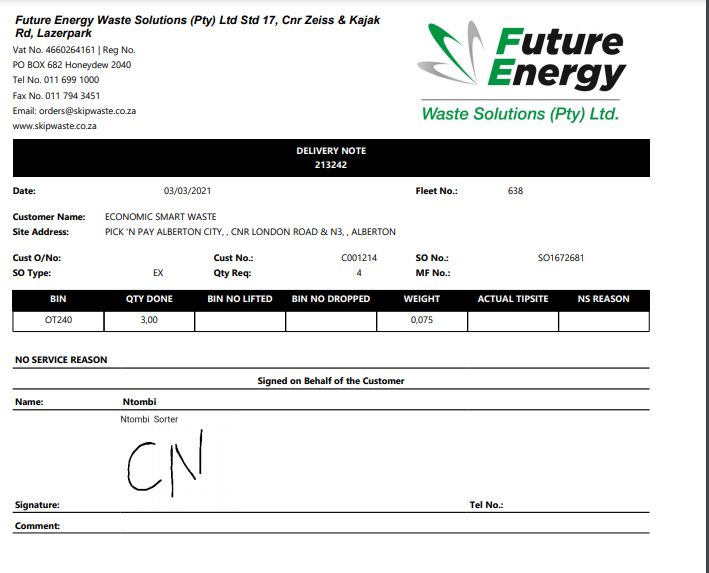 Future Energy Waste Solutions (Pty) Ltd Std 17, Cnr Zeiss & Kajak
Rd, Lazerpark
Vat No. 4660264161 | Reg No.
PO BOX 682 Honeydew 2040
Tel No. 011 699 1000
Fax No. 011 794 3451
Email: orders@skipwaste.co.za
www.skipwaste.co.za
Future
Energy
Waste Solutions (Pty) Ltd.
DELIVERY NOTE
213242
Date: 03/03/2021 Fleet No.: 638
Customer Name: ECONOMIC SMART WASTE
Site Address: PICK 'N PAY ALBERTON CITY, , CNR LONDON ROAD & N3, , ALBERTON
Cust O/No: Cust No.: C001214 SO No.: SO1672681
SO Type: EX Qty Req: 4 MF No.:
BIN QTY DONE BIN NO LIFTED BIN NO DROPPED WEIGHT ACTUAL TIPSITE NS REASON
OT240 3,00 0,075
NO SERVICE REASON
Signed on Behalf of the Customer
Name: Ntombi
Ntombi Sorter
CN
Signature: Tel No.:
Comment: